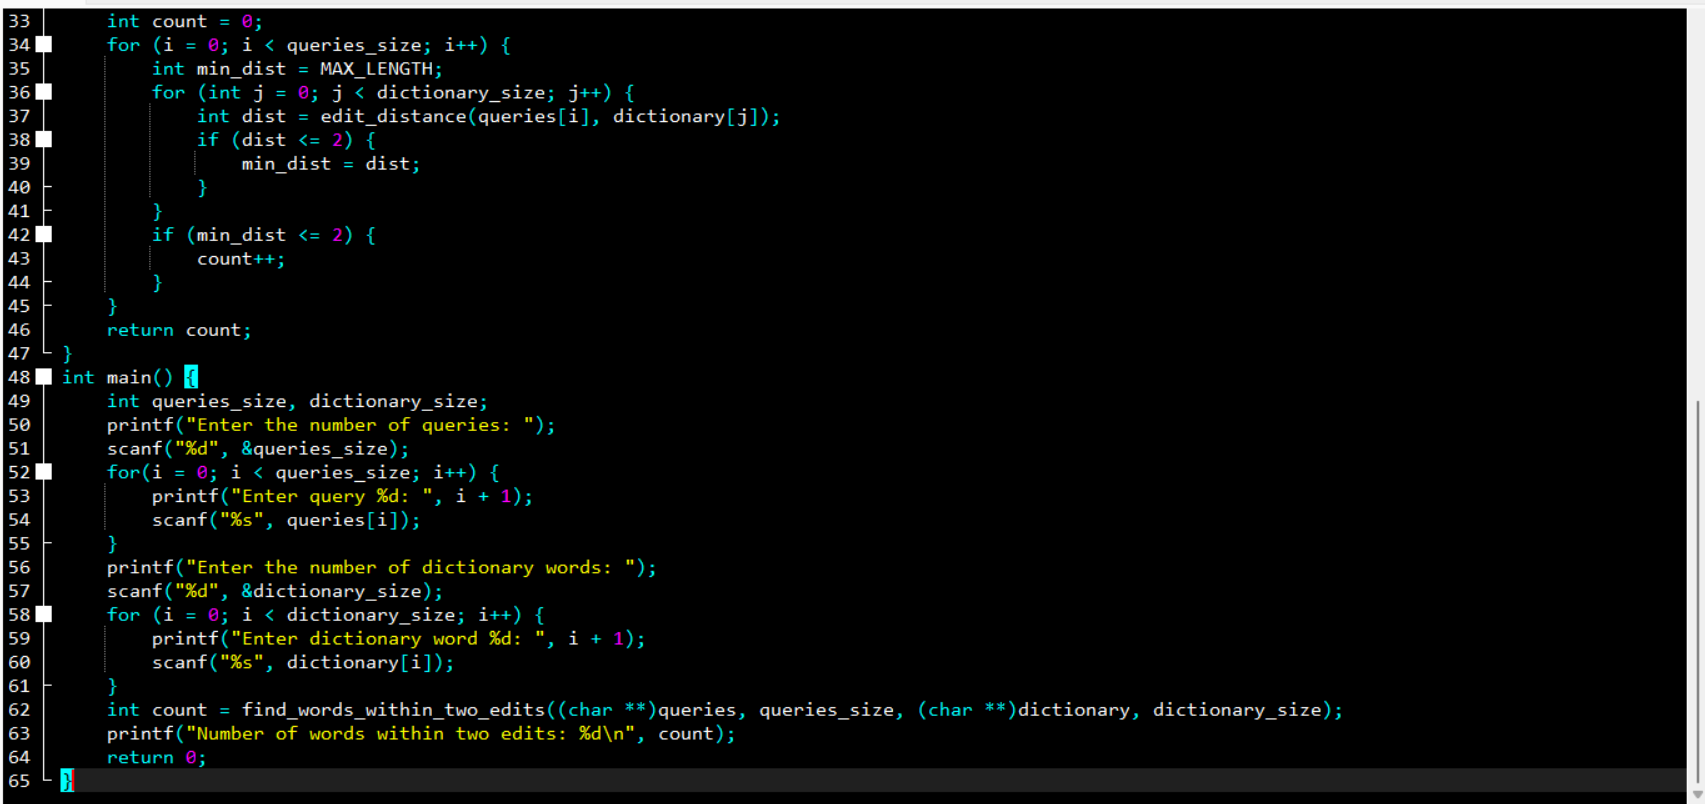 33     int count = 0;
34     for (i = 0; i < queries_size; i++) {
35         int min_dist = MAX_LENGTH;
36         for (int j = 0; j < dictionary_size; j++) {
37             int dist = edit_distance(queries[i], dictionary[j]);
38             if (dist <= 2) {
39                 min_dist = dist;
40             }
41         }
42         if (min_dist <= 2) {
43             count++;
44         }
45     }
46     return count;
47 }
48 int main() {
49     int queries_size, dictionary_size;
50     printf("Enter the number of queries: ");
51     scanf("%d", &queries_size);
52     for(i = 0; i < queries_size; i++) {
53         printf("Enter query %d: ", i + 1);
54         scanf("%s", queries[i]);
55     }
56     printf("Enter the number of dictionary words: ");
57     scanf("%d", &dictionary_size);
58     for (i = 0; i < dictionary_size; i++) {
59         printf("Enter dictionary word %d: ", i + 1);
60         scanf("%s", dictionary[i]);
61     }
62     int count = find_words_within_two_edits((char **)queries, queries_size, (char **)dictionary, dictionary_size);
63     printf("Number of words within two edits: %d\n", count);
64     return 0;
65 }